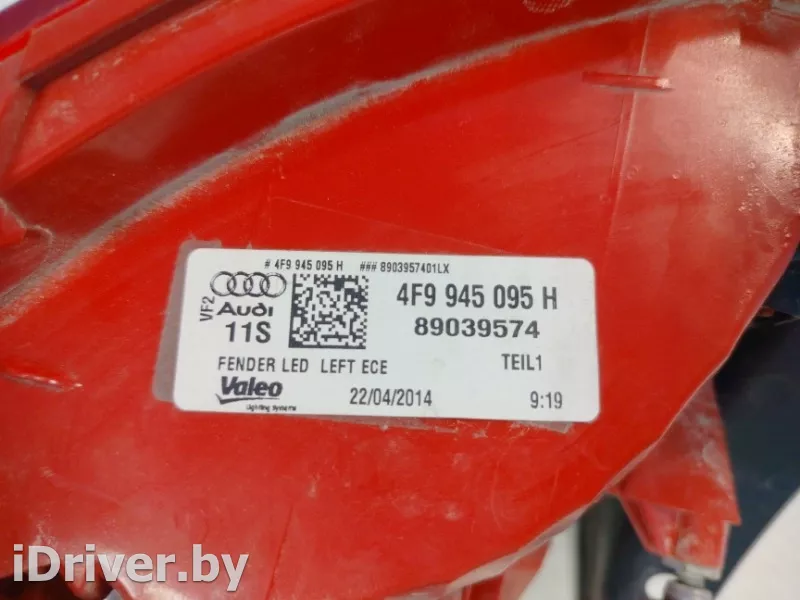 # 4F9 945 095 H ### 8903957401LX
VF2
Audi
11S
4F9 945 095 H
89039574
FENDER LED LEFT ECE
TEIL1
Valeo
Lighting Systems
22/04/2014
9:19
iDriver.by